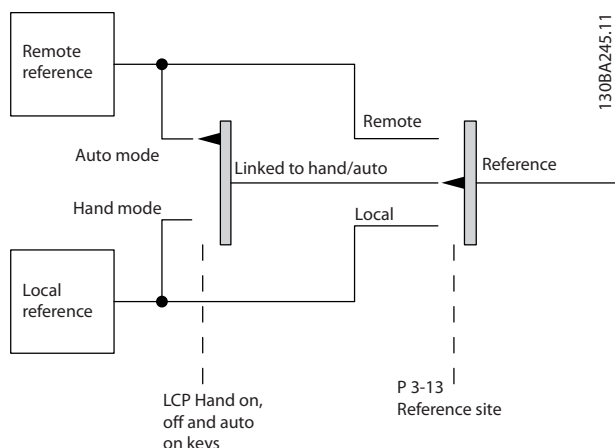 Remote
reference
130BA245.11
Remote
Auto mode
Linked to hand/auto
Reference
Hand mode
Local
Local
reference
LCP Hand on,
off and auto
on keys
P 3-13
Reference site